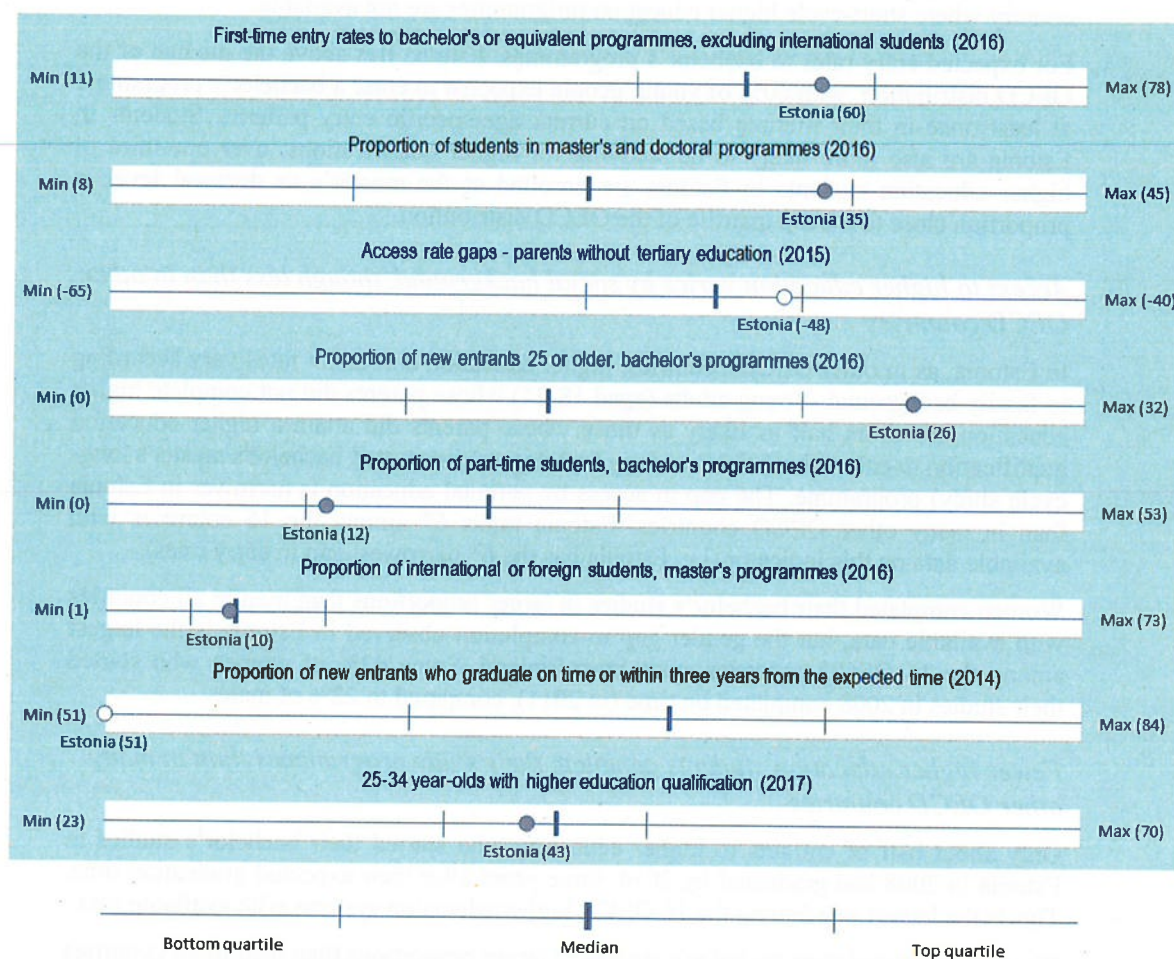 First-time entry rates to bachelor's or equivalent programmes, excluding international students (2016)
Min (11)
Max (78)
Estonia (60)
Proportion of students in master's and doctoral programmes (2016)
Min (8)
Max (45)
Estonia (35)
Access rate gaps - parents without tertiary education (2015)
Min (-65)
Max (-40)
Estonia (-48)
Proportion of new entrants 25 or older, bachelor's programmes (2016)
Min (0)
Max (32)
Estonia (26)
Proportion of part-time students, bachelor's programmes (2016)
Min (0)
Max (53)
Estonia (12)
Proportion of international or foreign students, master's programmes (2016)
Min (1)
Max (73)
Estonia (10)
Proportion of new entrants who graduate on time or within three years from the expected time (2014)
Min (51)
Max (84)
Estonia (51)
25-34 year-olds with higher education qualification (2017)
Min (23)
Max (70)
Estonia (43)
Bottom quartile
Median
Top quartile